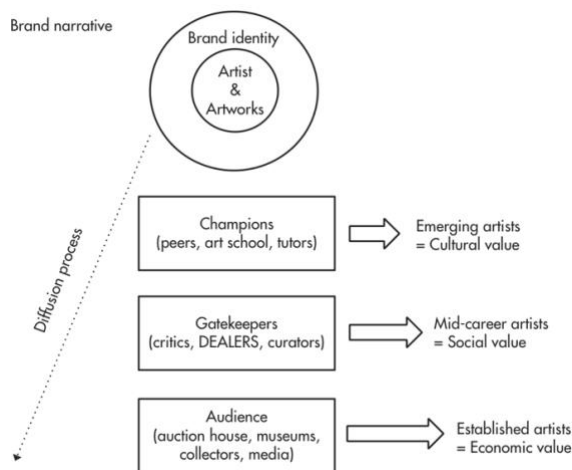 Brand narrative
Brand identity
Artist
&
Artworks
Diffusion process
Champions
(peers, art school, tutors)
Emerging artists
= Cultural value
Gatekeepers
(critics, DEALERS, curators)
Mid-career artists
= Social value
Audience
(auction house, museums,
collectors, media)
Established artists
= Economic value